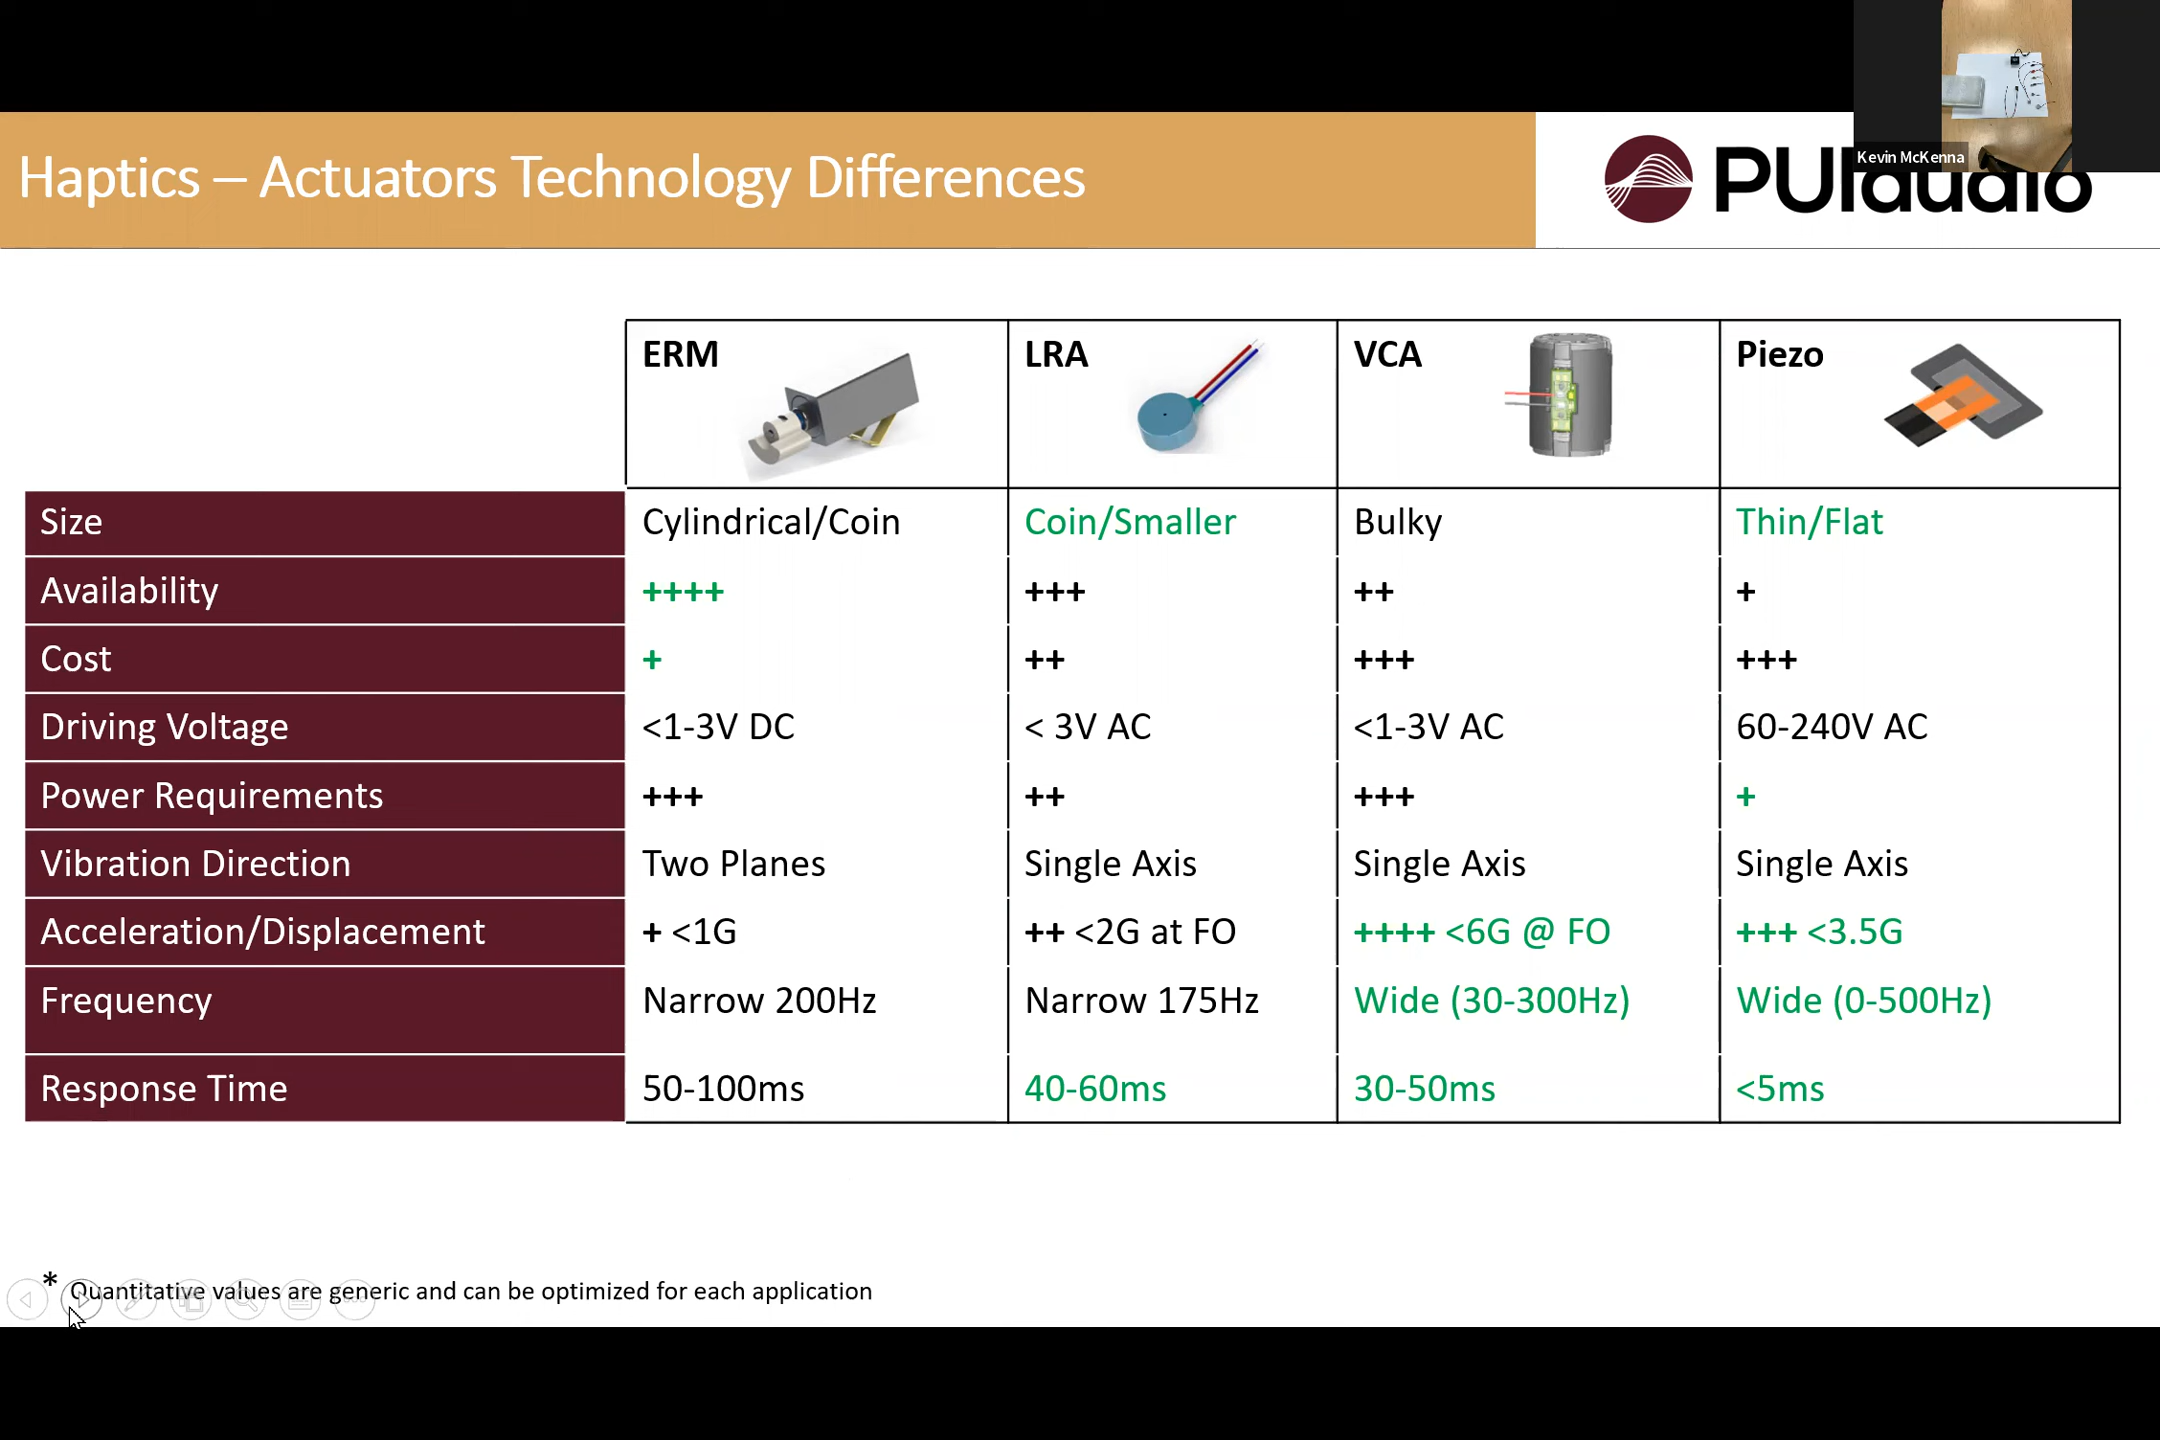 Kevin McKenna
Haptics – Actuators Technology Differences
PUIaudio
ERM LRA VCA Piezo
Size Cylindrical/Coin Coin/Smaller Bulky Thin/Flat
Availability ++++ +++ ++ +
Cost + ++ +++ +++
Driving Voltage <1-3V DC < 3V AC <1-3V AC 60-240V AC
Power Requirements +++ ++ +++ +
Vibration Direction Two Planes Single Axis Single Axis Single Axis
Acceleration/Displacement + <1G ++ <2G at FO ++++ <6G @ FO +++ <3.5G
Frequency Narrow 200Hz Narrow 175Hz Wide (30-300Hz) Wide (0-500Hz)
Response Time 50-100ms 40-60ms 30-50ms <5ms
* Quantitative values are generic and can be optimized for each application